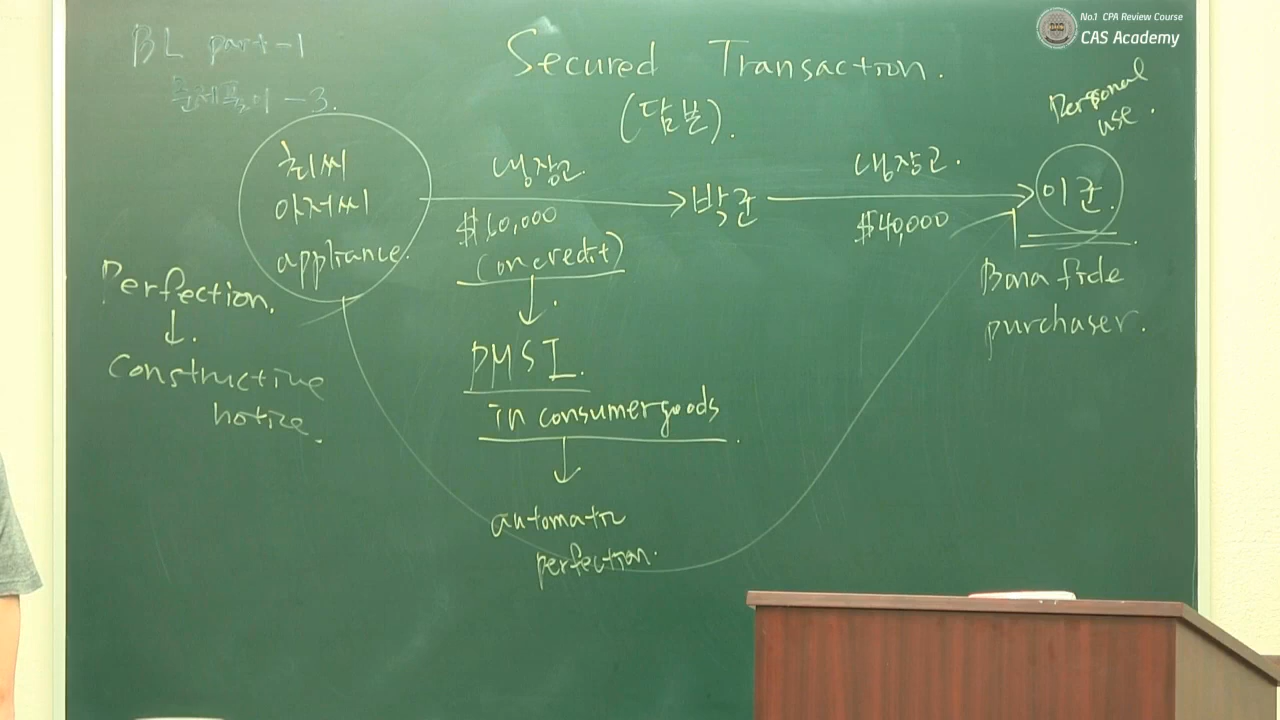 No.1 CPA Review Course
CAS Academy
BL part-1
문제풀이 -3.
Secured Transaction.
(담보).
Personal
use.
최씨
아저씨
appliance.
냉장고.
$60,000
(on credit)
박군
냉장고.
$40,000
이군.
Bona fide
purchaser.
Perfection.
Constructive
notice.
PMSI.
in consumer goods.
automatic
perfection.